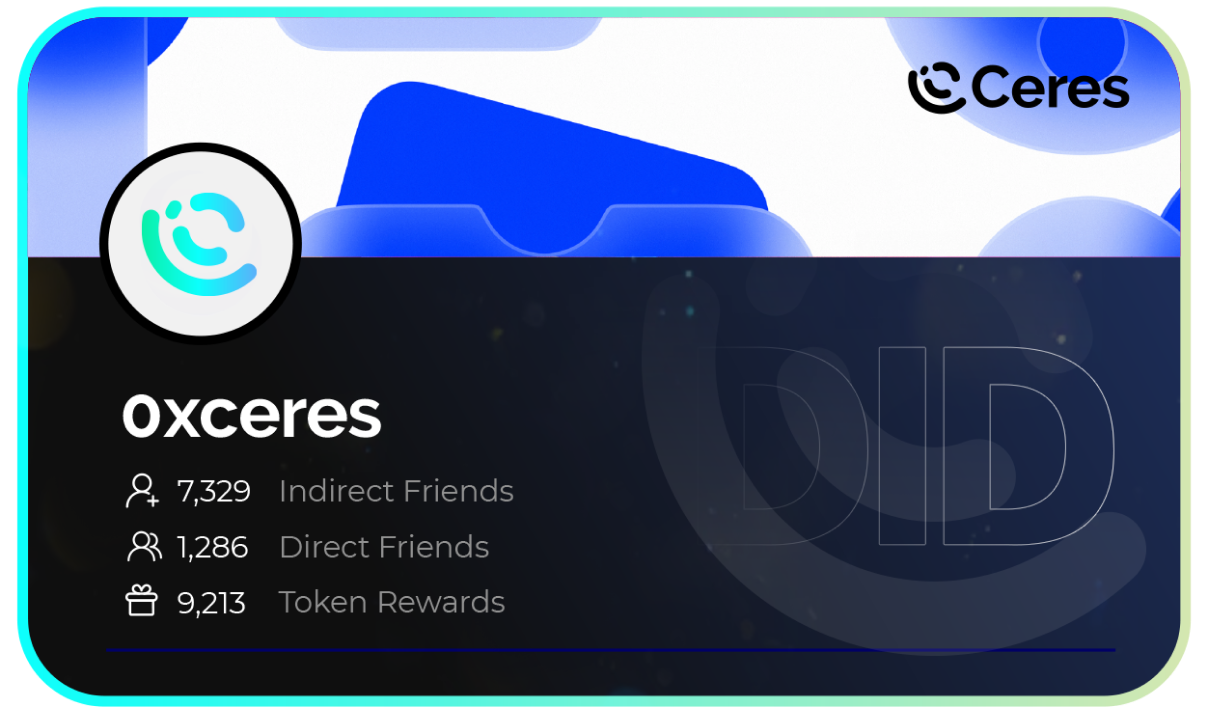 Ceres
0xceres
7,329 Indirect Friends
1,286 Direct Friends
9,213 Token Rewards
DID